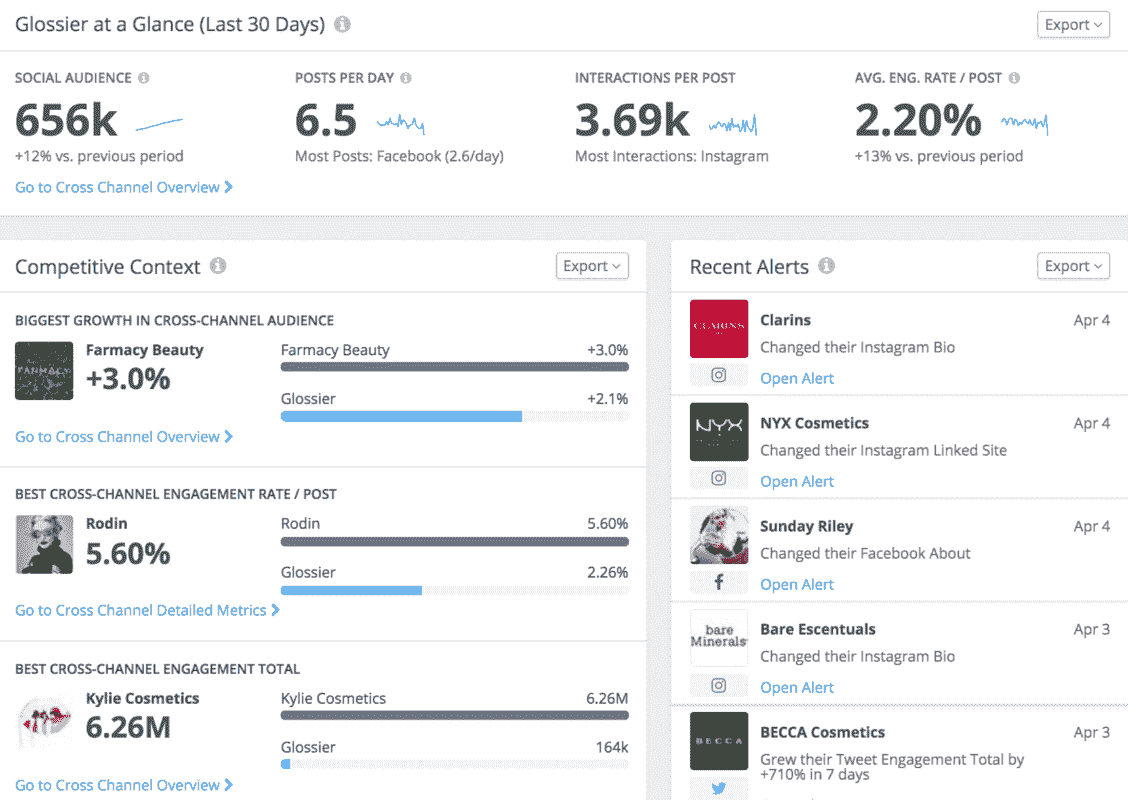 Glossier at a Glance (Last 30 Days)
Export
SOCIAL AUDIENCE
656k
+12% vs. previous period
Go to Cross Channel Overview
POSTS PER DAY
6.5
Most Posts: Facebook (2.6/day)
INTERACTIONS PER POST
3.69k
Most Interactions: Instagram
AVG. ENG. RATE / POST
2.20%
+13% vs. previous period
Competitive Context
Export
BIGGEST GROWTH IN CROSS-CHANNEL AUDIENCE
FARMACY
Farmacy Beauty
+3.0%
Farmacy Beauty +3.0%
Glossier +2.1%
Go to Cross Channel Overview
BEST CROSS-CHANNEL ENGAGEMENT RATE / POST
Rodin
5.60%
Rodin 5.60%
Glossier 2.26%
Go to Cross Channel Detailed Metrics
BEST CROSS-CHANNEL ENGAGEMENT TOTAL
Kylie Cosmetics
6.26M
Kylie Cosmetics 6.26M
Glossier 164k
Go to Cross Channel Overview
Recent Alerts
Export
CLARINS
Clarins Apr 4
Changed their Instagram Bio
Open Alert
NYX
NYX Cosmetics Apr 4
Changed their Instagram Linked Site
Open Alert
Sunday Riley Apr 4
Changed their Facebook About
Open Alert
bare
Minerals
Bare Escentuals Apr 3
Changed their Instagram Bio
Open Alert
BECCA
BECCA Cosmetics Apr 3
Grew their Tweet Engagement Total by
+710% in 7 days